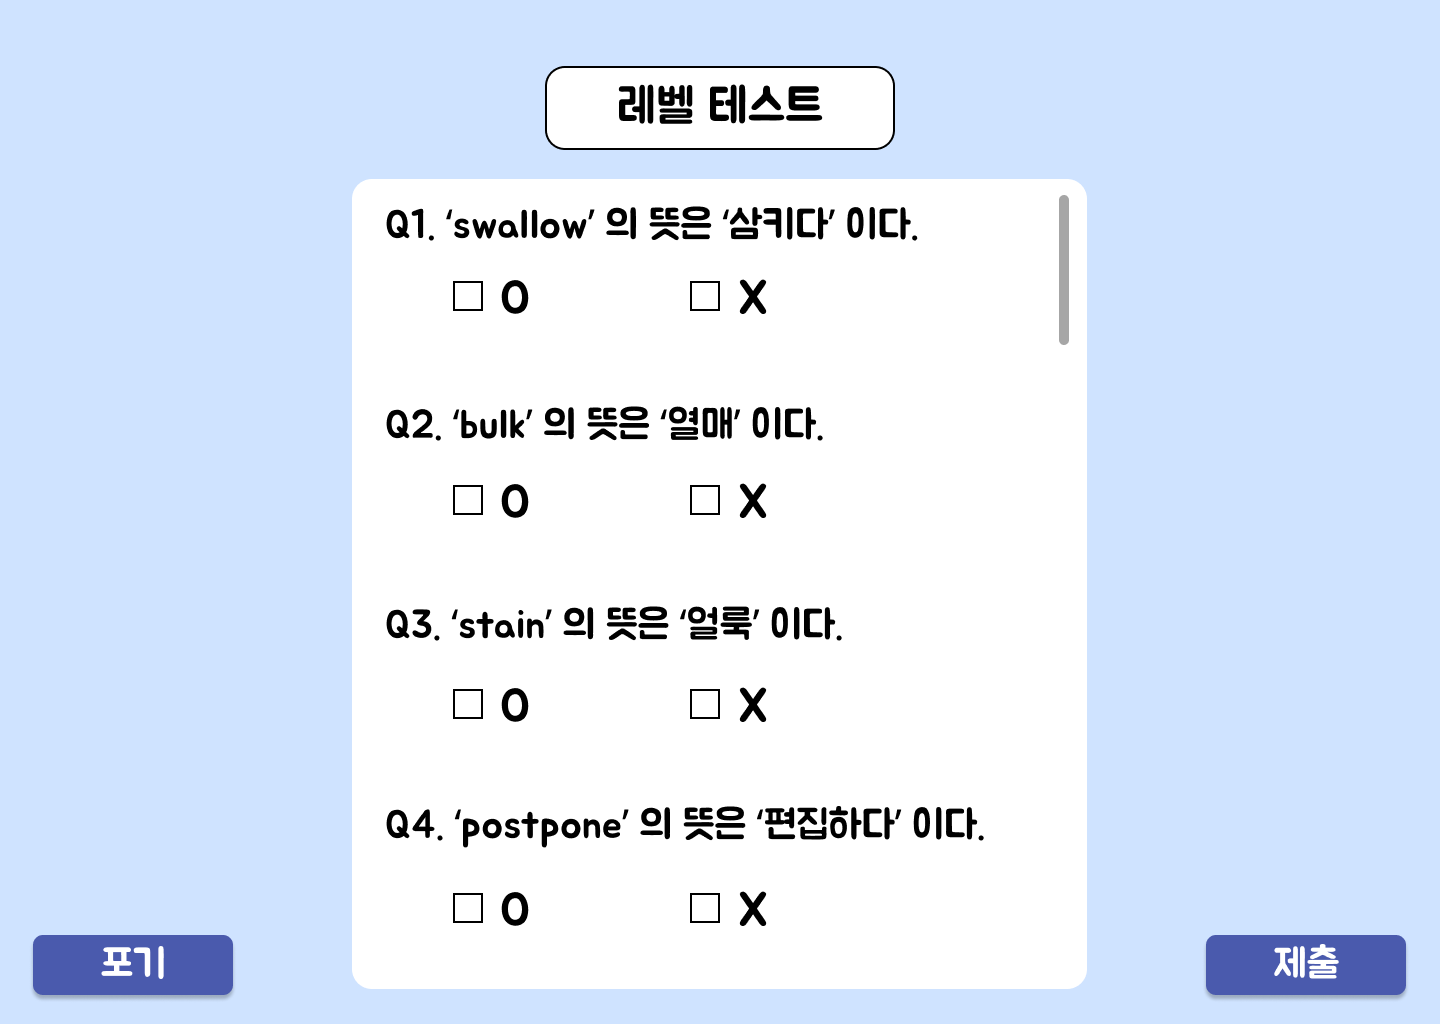 레벨 테스트
Q1. ‘swallow’ 의 뜻은 ‘삼키다’ 이다.
O X
Q2. ‘bulk’ 의 뜻은 ‘열매’ 이다.
O X
Q3. ‘stain’ 의 뜻은 ‘얼룩’ 이다.
O X
Q4. ‘postpone’ 의 뜻은 ‘편집하다’ 이다.
O X
포기 제출